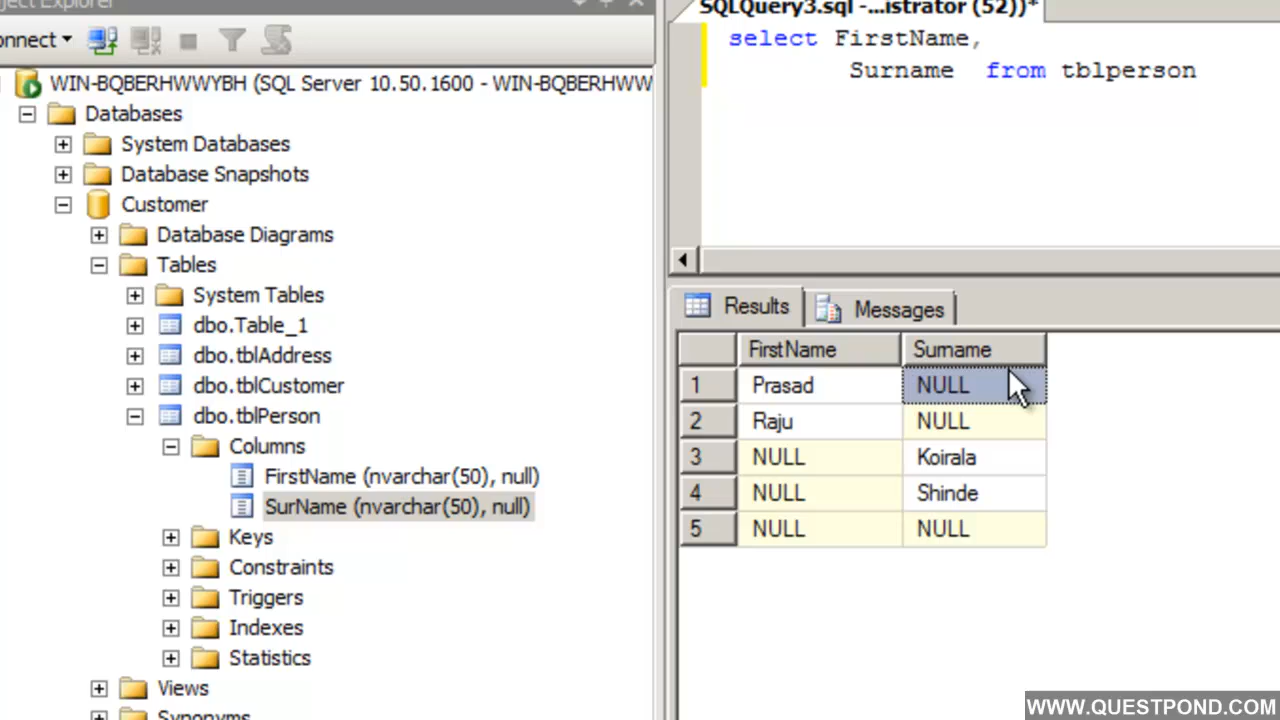 ject Explorer
onnect
WIN-BQBERHWWYBH (SQL Server 10.50.1600 - WIN-BQBERHWW
Databases
System Databases
Database Snapshots
Customer
Database Diagrams
Tables
System Tables
dbo.Table_1
dbo.tblAddress
dbo.tblCustomer
dbo.tblPerson
Columns
FirstName (nvarchar(50), null)
SurName (nvarchar(50), null)
Keys
Constraints
Triggers
Indexes
Statistics
Views
Synonyms
SQLQuery3.sql -...istrator (52))*
select FirstName,
Surname from tblperson
Results Messages
FirstName Surname
1 Prasad NULL
2 Raju NULL
3 NULL Koirala
4 NULL Shinde
5 NULL NULL
WWW.QUESTPOND.COM